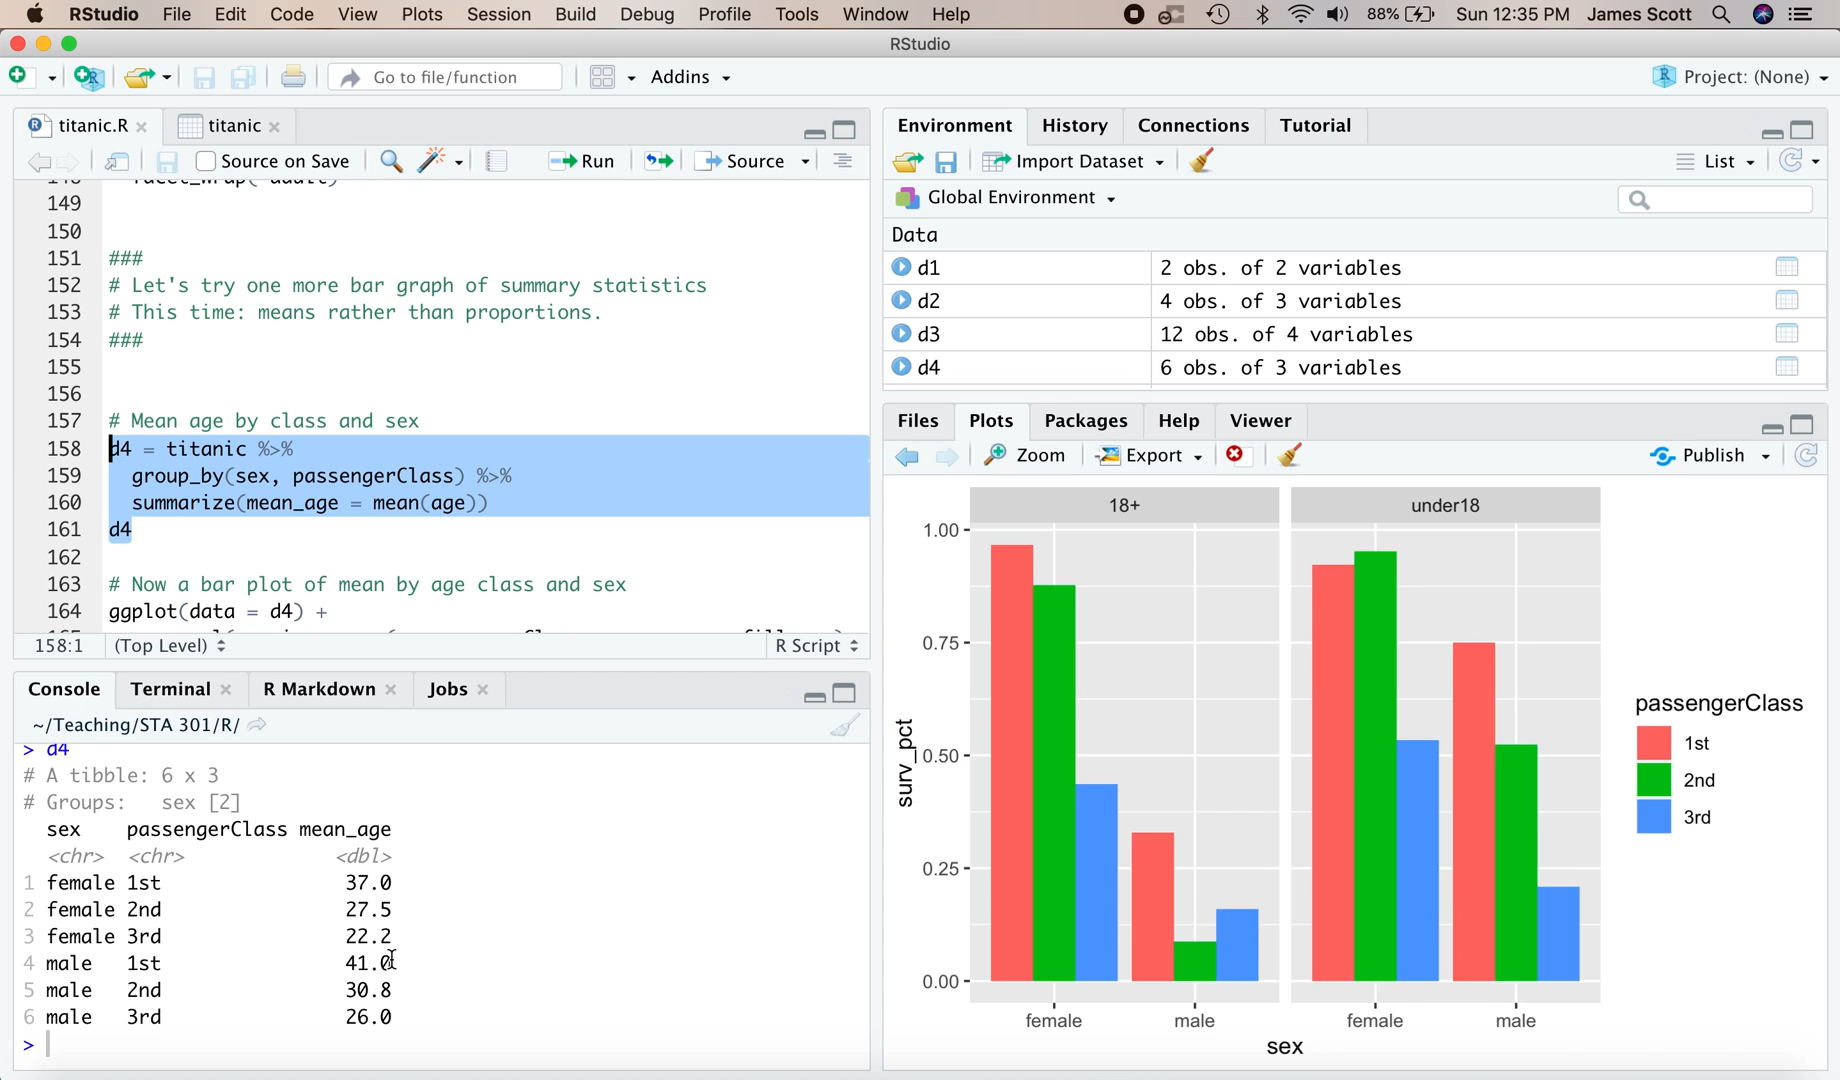 RStudio File Edit Code View Plots Session Build Debug Profile Tools Window Help 88% Sun 12:35 PM James Scott
RStudio
Go to file/function Addins Project: (None)
titanic.R titanic
Source on Save Run Source
149
150
151 ###
152 # Let's try one more bar graph of summary statistics
153 # This time: means rather than proportions.
154 ###
155
156
157 # Mean age by class and sex
158 d4 = titanic %>%
159 group_by(sex, passengerClass) %>%
160 summarize(mean_age = mean(age))
161 d4
162
163 # Now a bar plot of mean by age class and sex
164 ggplot(data = d4) +
158:1 (Top Level) R Script
Console Terminal R Markdown Jobs
~/Teaching/STA 301/R/
> d4
# A tibble: 6 x 3
# Groups: sex [2]
sex passengerClass mean_age
<chr> <chr> <dbl>
1 female 1st 37.0
2 female 2nd 27.5
3 female 3rd 22.2
4 male 1st 41.0
5 male 2nd 30.8
6 male 3rd 26.0
>
Environment History Connections Tutorial
Import Dataset List
Global Environment
Data
d1 2 obs. of 2 variables
d2 4 obs. of 3 variables
d3 12 obs. of 4 variables
d4 6 obs. of 3 variables
Files Plots Packages Help Viewer
Zoom Export Publish
18+ under18
1.00
0.75
0.50
0.25
0.00
surv_pct
female male female male
sex
passengerClass
1st
2nd
3rd